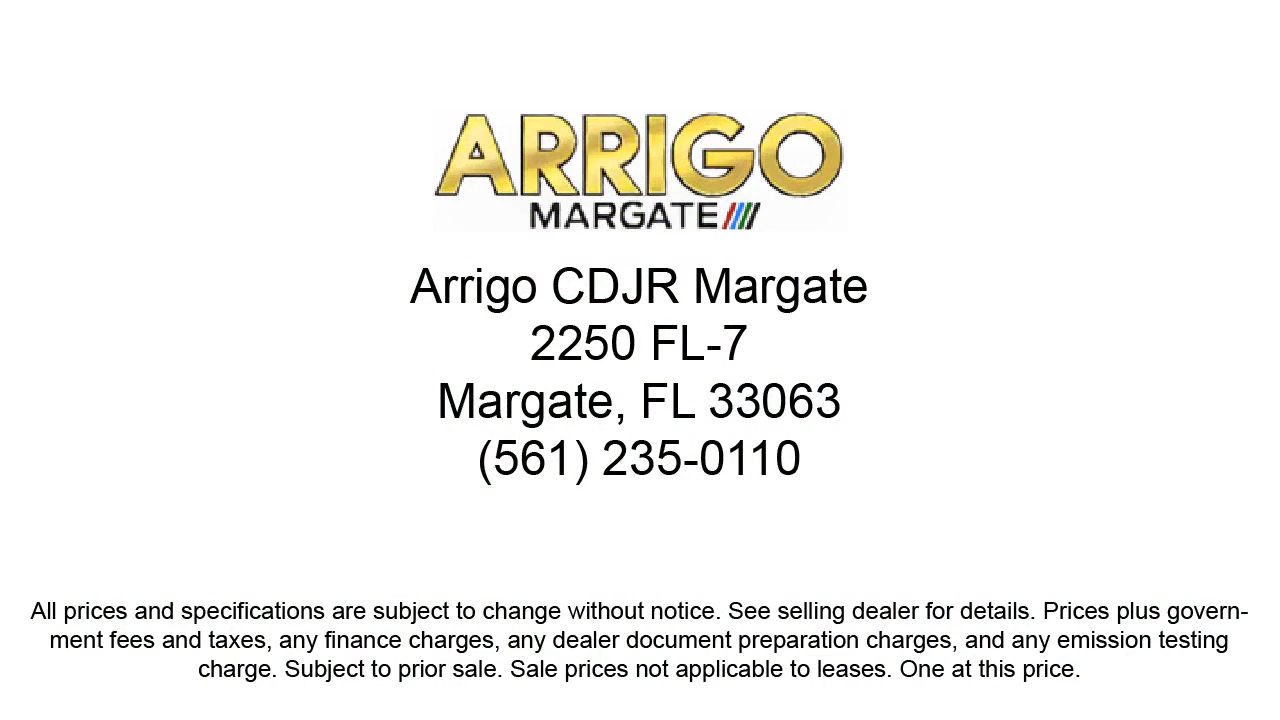 ARRIGO
MARGATE
Arrigo CDJR Margate
2250 FL-7
Margate, FL 33063
(561) 235-0110
All prices and specifications are subject to change without notice. See selling dealer for details. Prices plus govern-
ment fees and taxes, any finance charges, any dealer document preparation charges, and any emission testing
charge. Subject to prior sale. Sale prices not applicable to leases. One at this price.